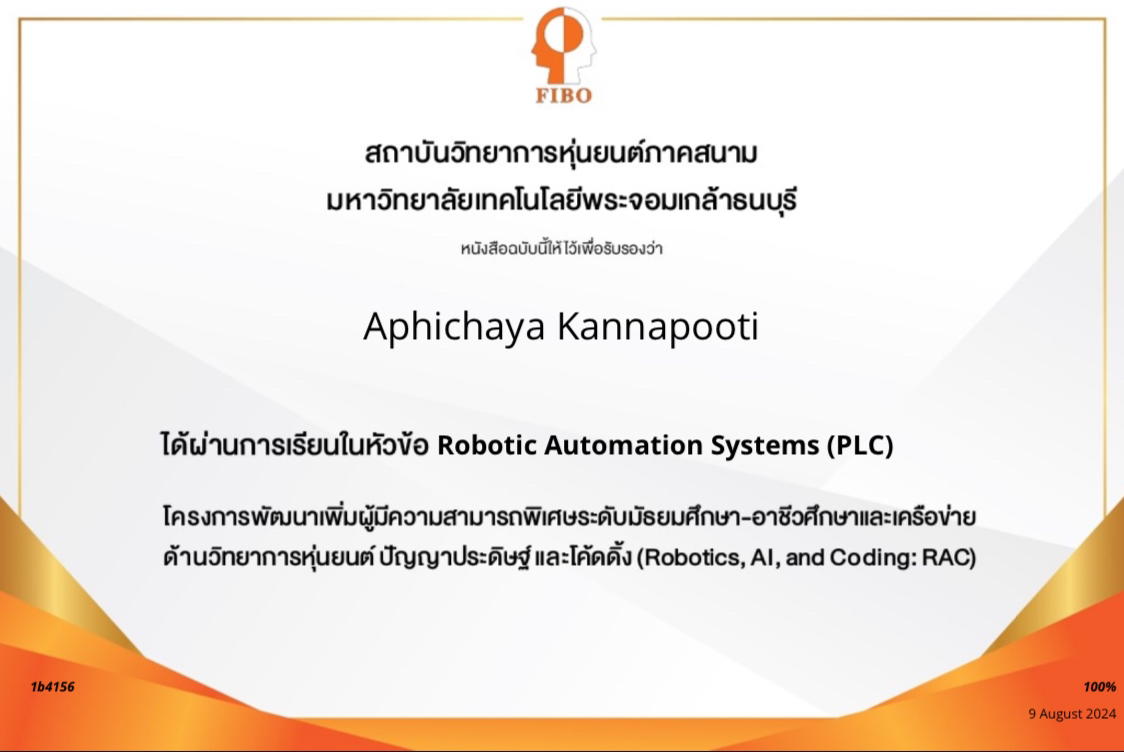 FIBO
สถาบันวิทยาการหุ่นยนต์ภาคสนาม
มหาวิทยาลัยเทคโนโลยีพระจอมเกล้าธนบุรี
หนังสือฉบับนี้ให้ไว้เพื่อรับรองว่า
Aphichaya Kannapooti
ได้ผ่านการเรียนในหัวข้อ Robotic Automation Systems (PLC)
โครงการพัฒนาเพิ่มผู้มีความสามารถพิเศษระดับมัธยมศึกษา-อาชีวศึกษาและเครือข่าย
ด้านวิทยาการหุ่นยนต์ ปัญญาประดิษฐ์ และโค้ดดิ้ง (Robotics, AI, and Coding: RAC)
1b4156
100%
9 August 2024